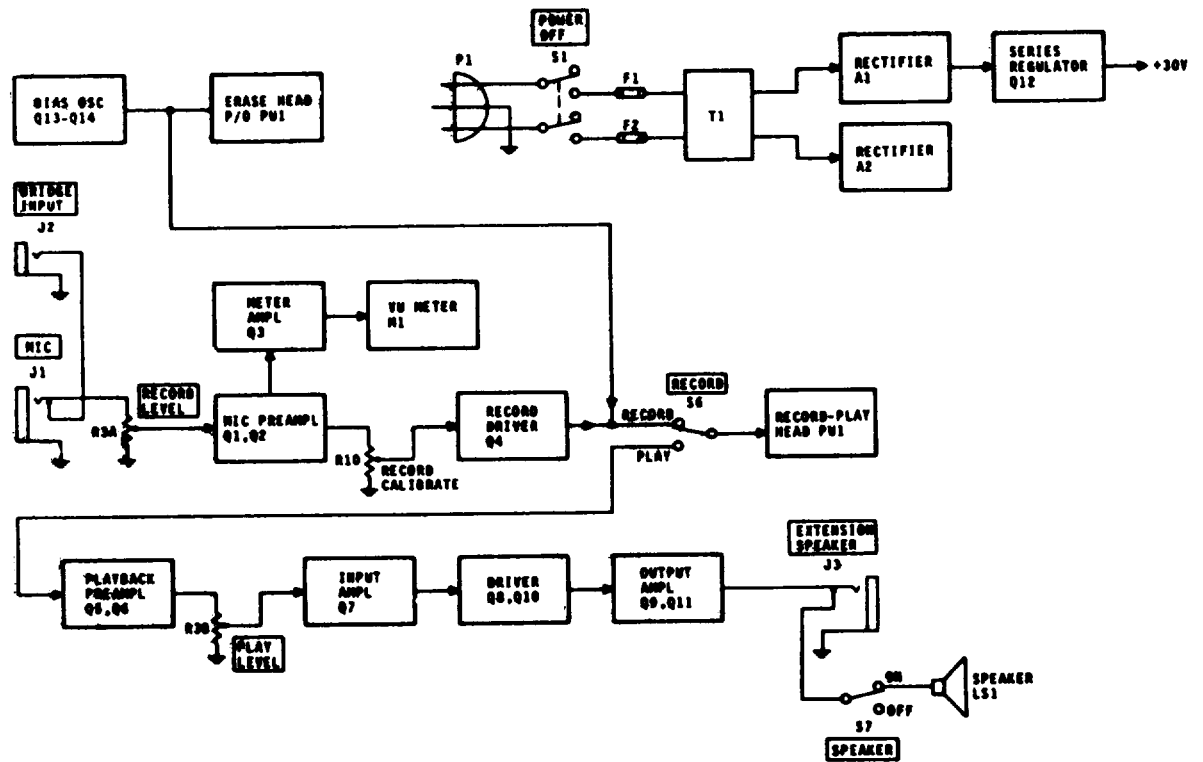 POWER
OFF
S1
P1
BIAS OSC
Q13-Q14
ERASE HEAD
P/O PU1
F1
F2
T1
RECTIFIER
A1
SERIES
REGULATOR
Q12
+30V
RECTIFIER
A2
BRIDGE
INPUT
J2
METER
AMPL
Q3
VU METER
M1
MIC
J1
R3A
RECORD
LEVEL
MIC PREAMPL
Q1,Q2
R10
RECORD
CALIBRATE
RECORD
DRIVER
Q4
RECORD
PLAY
RECORD
S6
RECORD-PLAY
HEAD PU1
PLAYBACK
PREAMPL
Q5,Q6
R3B
PLAY
LEVEL
INPUT
AMPL
Q7
DRIVER
Q8,Q10
OUTPUT
AMPL
Q9,Q11
EXTENSION
SPEAKER
J3
ON
OFF
S7
SPEAKER
SPEAKER
LS1